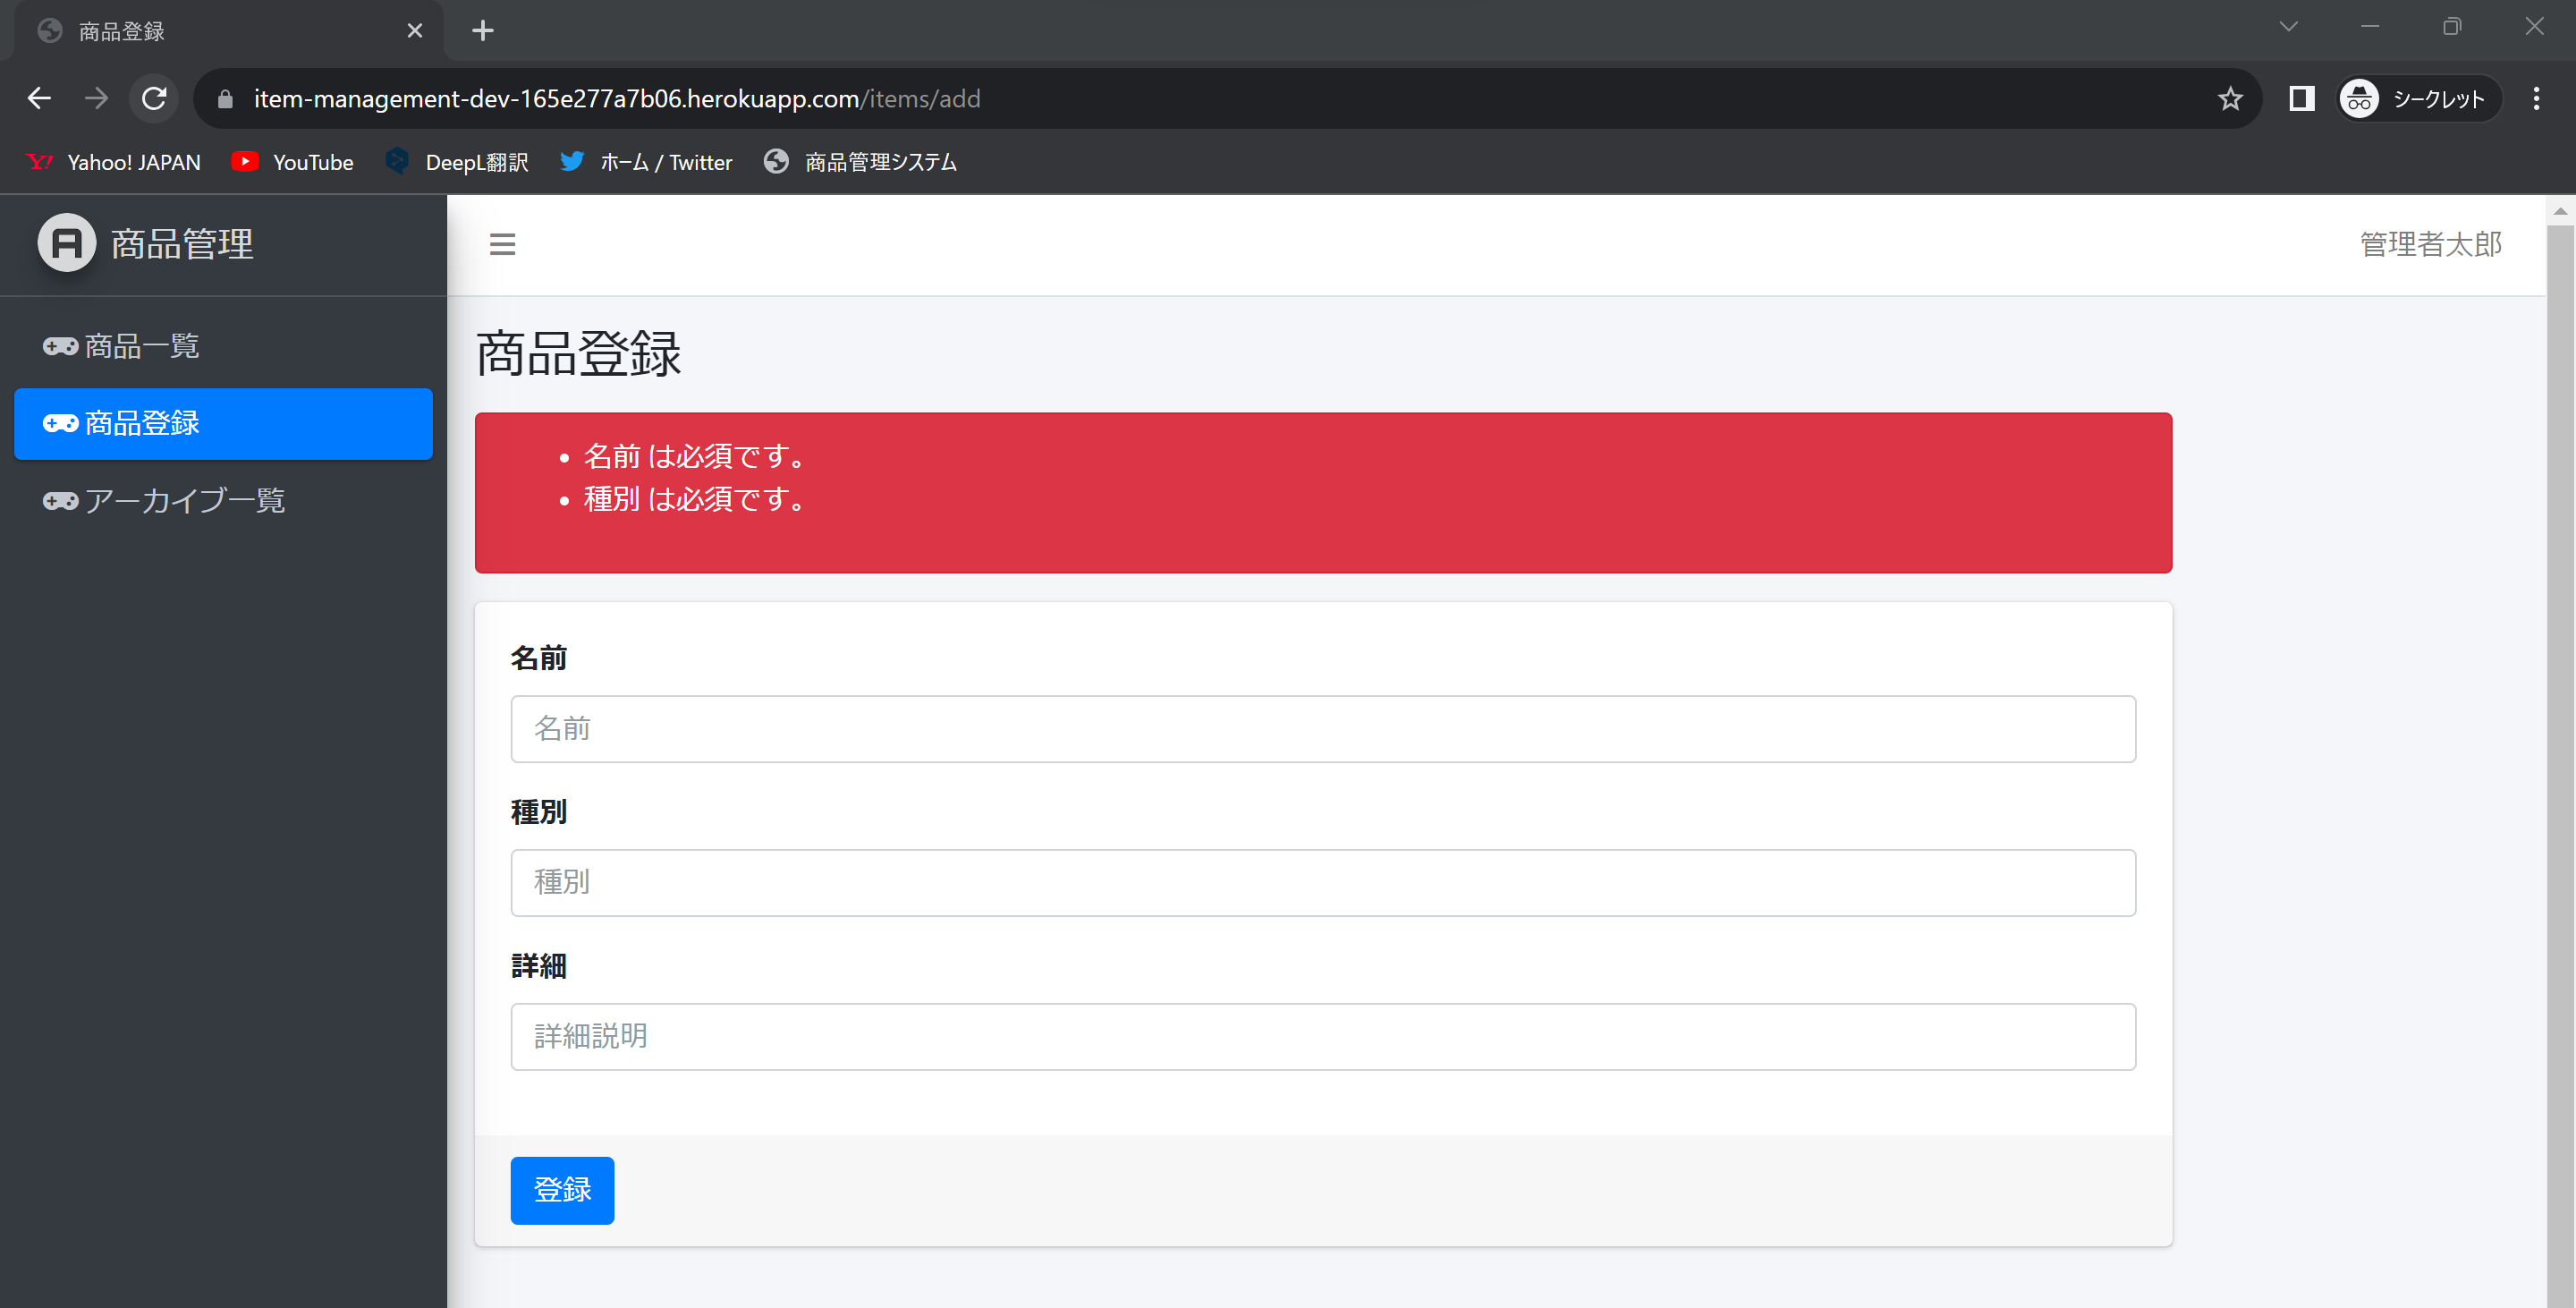 商品登録
item-management-dev-165e277a7b06.herokuapp.com/items/add
シークレット
Yahoo! JAPAN YouTube DeepL翻訳 ホーム / Twitter 商品管理システム
商品管理
管理者太郎
商品一覧
商品登録
アーカイブ一覧
商品登録
名前 は必須です。
種別 は必須です。
名前
名前
種別
種別
詳細
詳細説明
登録